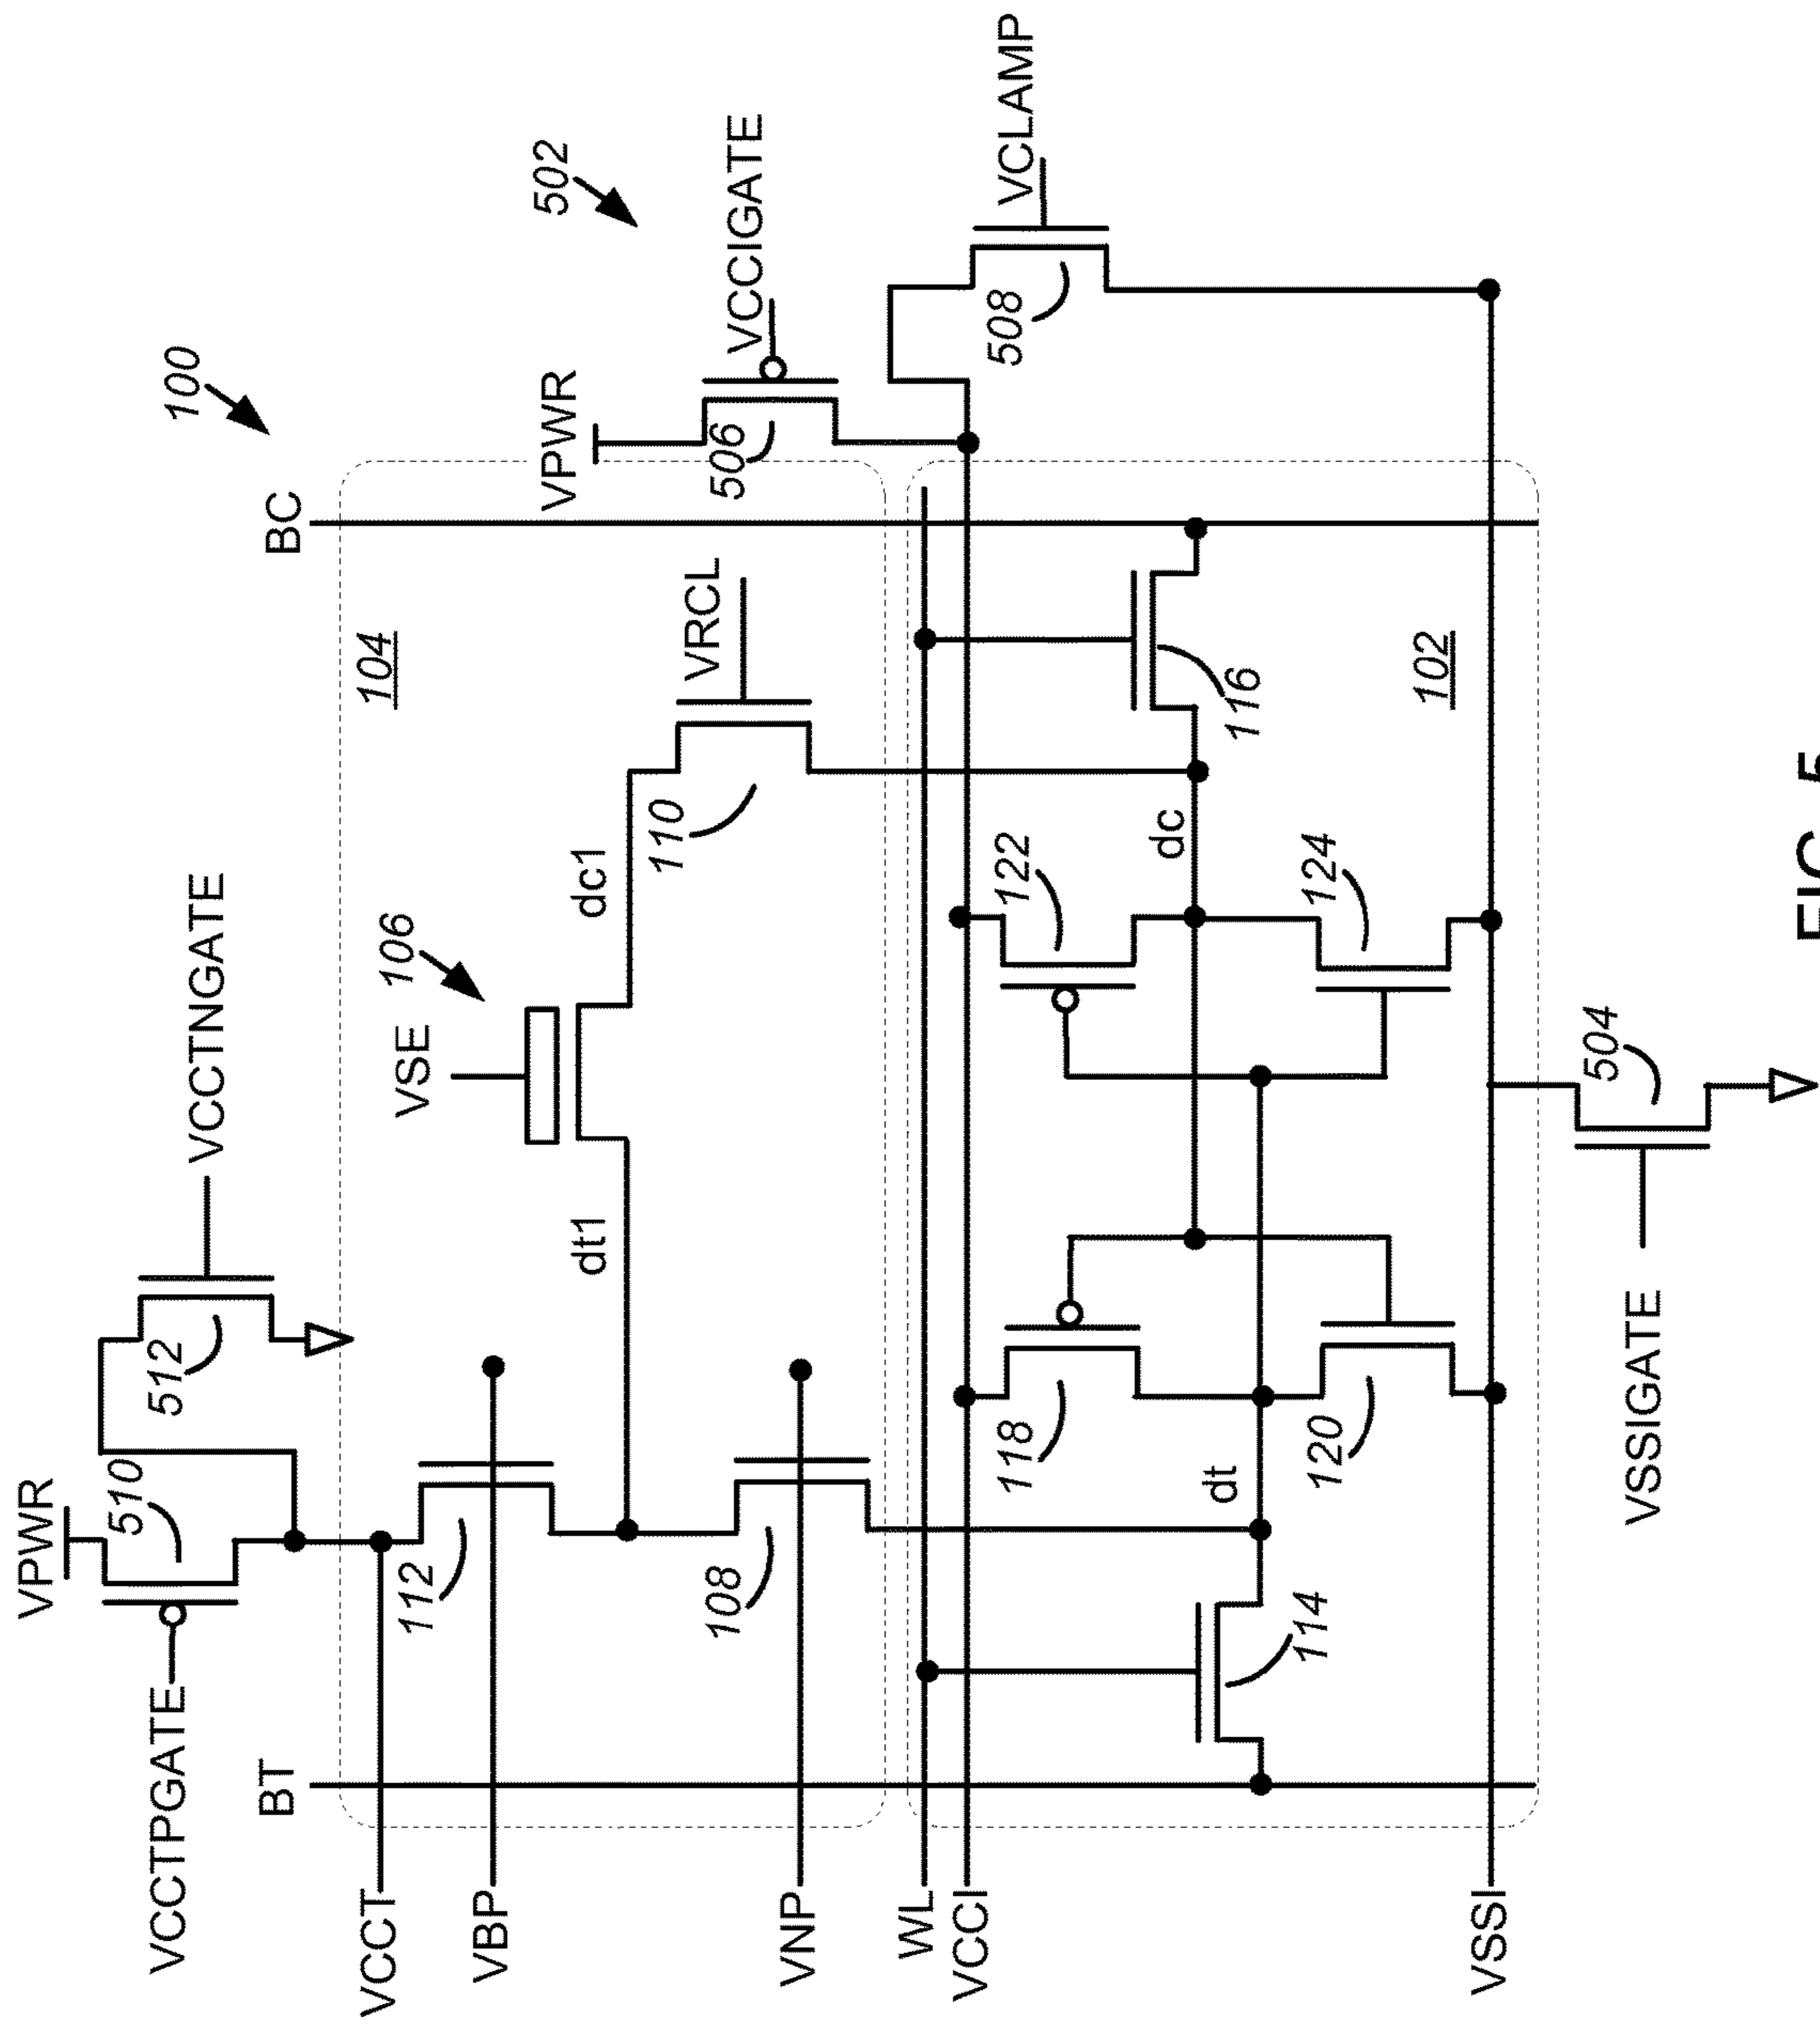 100
VCCTNGATE
VPWR
510
512
VCCTPGATE
BT
BC
VCCT
104
106
VSE
112
VBP
502
VPWR
VCCIGATE
506
dt1
dc1
VRCL
110
108
VNP
WL
VCCI
VCLAMP
508
118
122
dc
116
dt
114
120
124
102
VSSI
504
VSSIGATE
FIG. 5